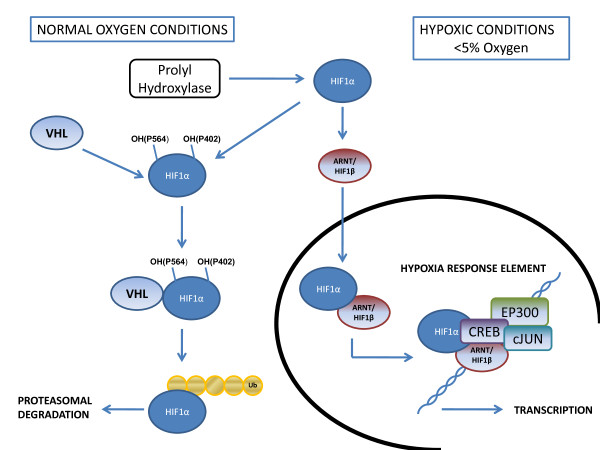 NORMAL OXYGEN CONDITIONS
HYPOXIC CONDITIONS
<5% Oxygen
Prolyl
Hydroxylase
HIF1α
VHL
OH(P564)
OH(P402)
HIF1α
ARNT/
HIF1β
OH(P564)
OH(P402)
VHL
HIF1α
HIF1α
ARNT/
HIF1β
HYPOXIA RESPONSE ELEMENT
EP300
HIF1α
CREB
cJUN
ARNT/
HIF1β
Ub
HIF1α
PROTEASOMAL
DEGRADATION
TRANSCRIPTION